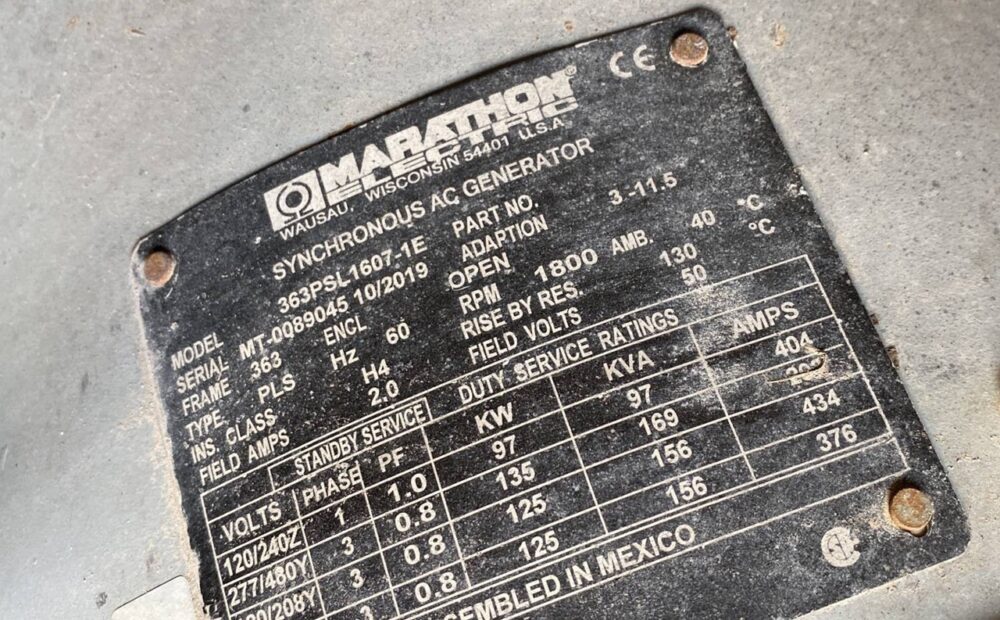 CE
MARATHON®
ELECTRIC
WAUSAU, WISCONSIN 54401 U.S.A.
SYNCHRONOUS AC GENERATOR
MODEL 363PSL1607-1E PART NO.
SERIAL MT-0089045 10/2019 ADAPTION 3-11.5
FRAME 363 ENCL OPEN
TYPE. PLS Hz 60 RPM 1800 AMB. 40 °C
INS. CLASS H4 RISE BY RES. 130 °C
FIELD AMPS 2.0 FIELD VOLTS 50
STANDBY SERVICE DUTY SERVICE RATINGS
VOLTS PHASE PF KW KVA AMPS
120/240Z 1 1.0 97 97 404
277/480Y 3 0.8 135 169
/208Y 3 0.8 125 156 434
3 0.8 125 156 376
ASSEMBLED IN MEXICO